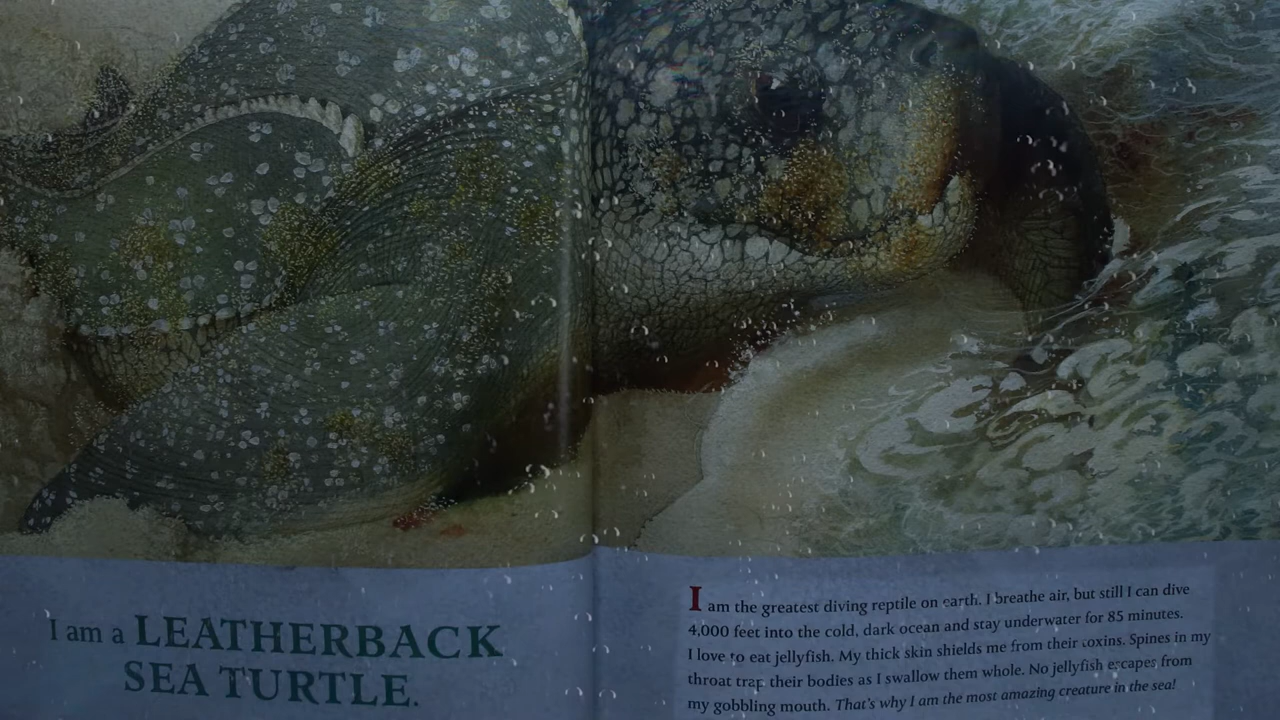 I am a LEATHERBACK
SEA TURTLE.
I am the greatest diving reptile on earth. I breathe air, but still I can dive
4,000 feet into the cold, dark ocean and stay underwater for 85 minutes.
I love to eat jellyfish. My thick skin shields me from their toxins. Spines in my
throat trap their bodies as I swallow them whole. No jellyfish escapes from
my gobbling mouth. That's why I am the most amazing creature in the sea!